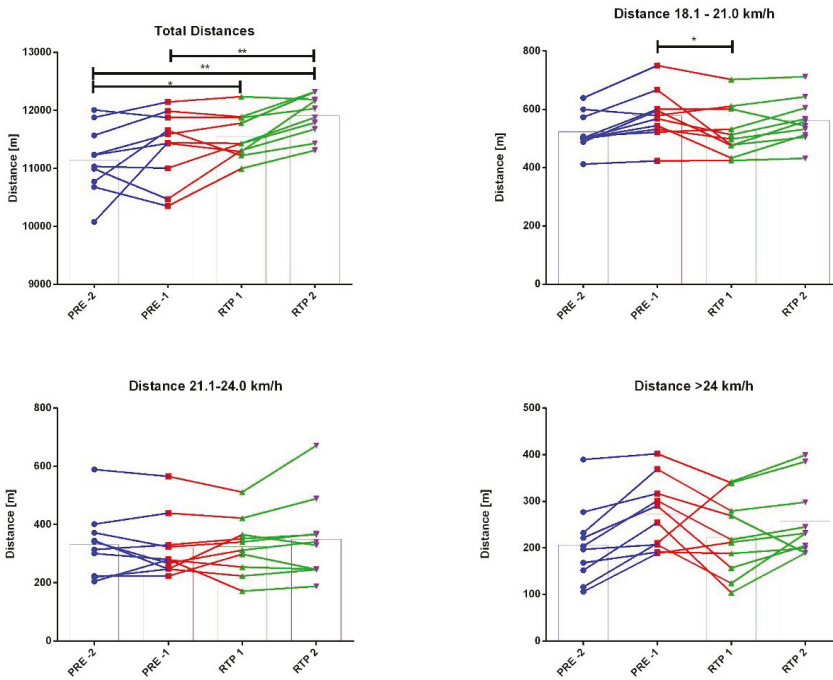 Total Distances
Distance [m]
13000
12000
11000
10000
9000
**
**
*
PRE -2
PRE -1
RTP 1
RTP 2
Distance 18.1 - 21.0 km/h
Distance [m]
800
600
400
200
0
*
PRE -2
PRE -1
RTP 1
RTP 2
Distance 21.1-24.0 km/h
Distance [m]
800
600
400
200
0
PRE -2
PRE -1
RTP 1
RTP 2
Distance >24 km/h
Distance [m]
500
400
300
200
100
0
PRE -2
PRE -1
RTP 1
RTP 2